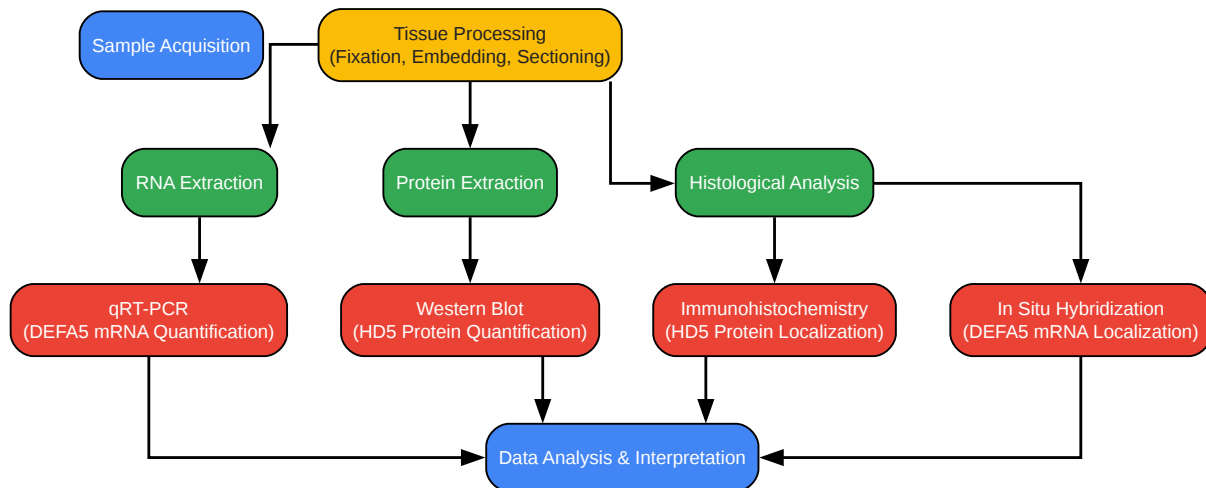 Sample Acquisition
Tissue Processing
(Fixation, Embedding, Sectioning)
RNA Extraction
Protein Extraction
Histological Analysis
qRT-PCR
(DEFA5 mRNA Quantification)
Western Blot
(HD5 Protein Quantification)
Immunohistochemistry
(HD5 Protein Localization)
In Situ Hybridization
(DEFA5 mRNA Localization)
Data Analysis & Interpretation